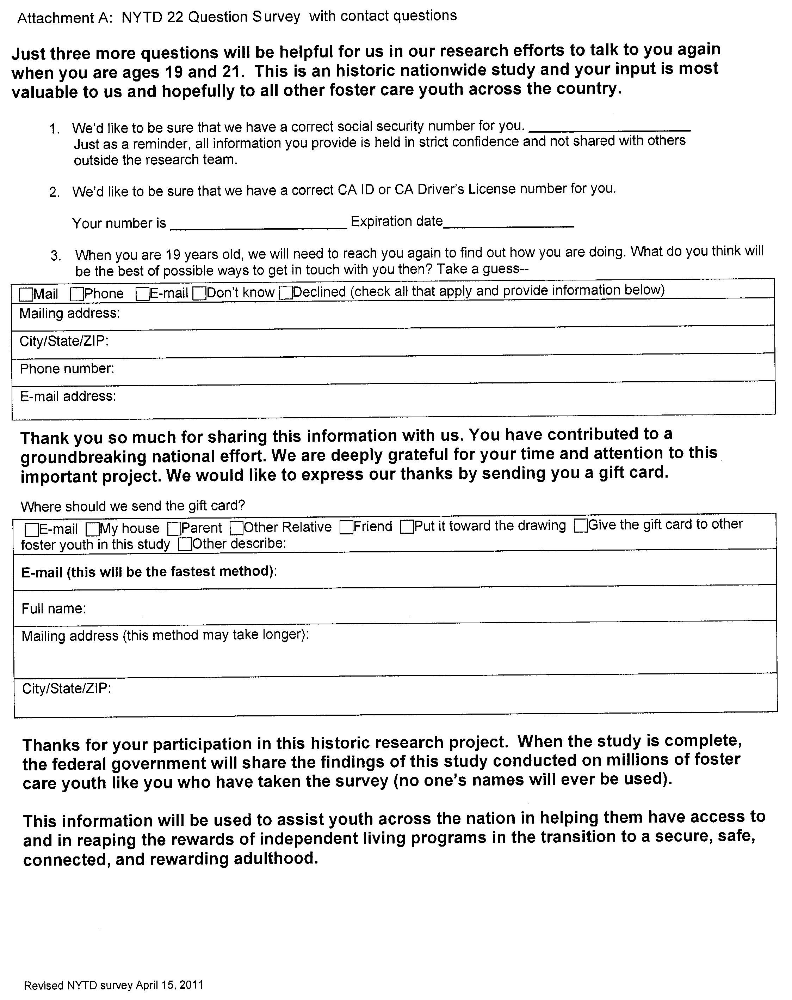 Attachment A: NYTD 22 Question Survey with contact questions
Just three more questions will be helpful for us in our research efforts to talk to you again
when you are ages 19 and 21. This is an historic nationwide study and your input is most
valuable to us and hopefully to all other foster care youth across the country.
1. We'd like to be sure that we have a correct social security number for you. ____________________
Just as a reminder, all information you provide is held in strict confidence and not shared with others
outside the research team.
2. We'd like to be sure that we have a correct CA ID or CA Driver's License number for you.
Your number is ______________________ Expiration date________________
3. When you are 19 years old, we will need to reach you again to find out how you are doing. What do you think will
be the best of possible ways to get in touch with you then? Take a guess--
☐Mail ☐Phone ☐E-mail ☐Don't know ☐Declined (check all that apply and provide information below)
Mailing address:
City/State/ZIP:
Phone number:
E-mail address:
Thank you so much for sharing this information with us. You have contributed to a
groundbreaking national effort. We are deeply grateful for your time and attention to this
important project. We would like to express our thanks by sending you a gift card.
Where should we send the gift card?
☐E-mail ☐My house ☐Parent ☐Other Relative ☐Friend ☐Put it toward the drawing ☐Give the gift card to other
foster youth in this study ☐Other describe:
E-mail (this will be the fastest method):
Full name:
Mailing address (this method may take longer):
City/State/ZIP:
Thanks for your participation in this historic research project. When the study is complete,
the federal government will share the findings of this study conducted on millions of foster
care youth like you who have taken the survey (no one's names will ever be used).
This information will be used to assist youth across the nation in helping them have access to
and in reaping the rewards of independent living programs in the transition to a secure, safe,
connected, and rewarding adulthood.
Revised NYTD survey April 15, 2011